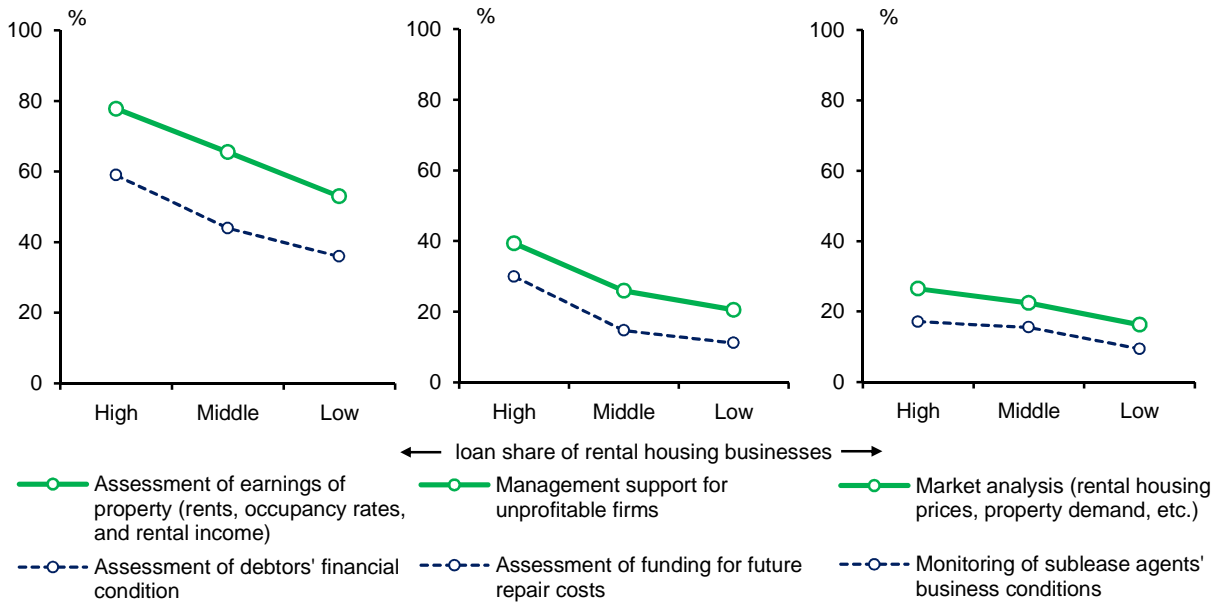 %
100
80
60
40
20
0
High Middle Low
%
100
80
60
40
20
0
High Middle Low
%
100
80
60
40
20
0
High Middle Low
loan share of rental housing businesses
Assessment of earnings of
property (rents, occupancy rates,
and rental income)
Management support for
unprofitable firms
Market analysis (rental housing
prices, property demand, etc.)
Assessment of debtors' financial
condition
Assessment of funding for future
repair costs
Monitoring of sublease agents'
business conditions